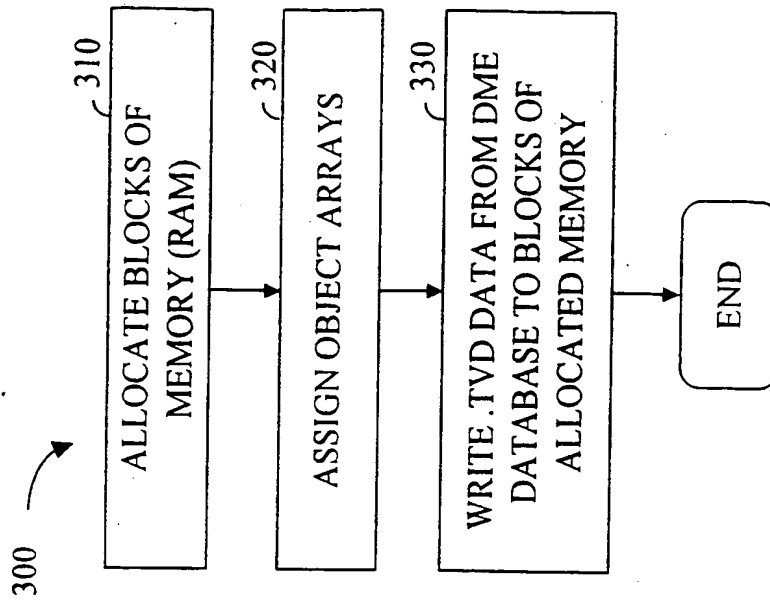 300
310
ALLOCATE BLOCKS OF
MEMORY (RAM)
320
ASSIGN OBJECT ARRAYS
330
WRITE .TVD DATA FROM DME
DATABASE TO BLOCKS OF
ALLOCATED MEMORY
END